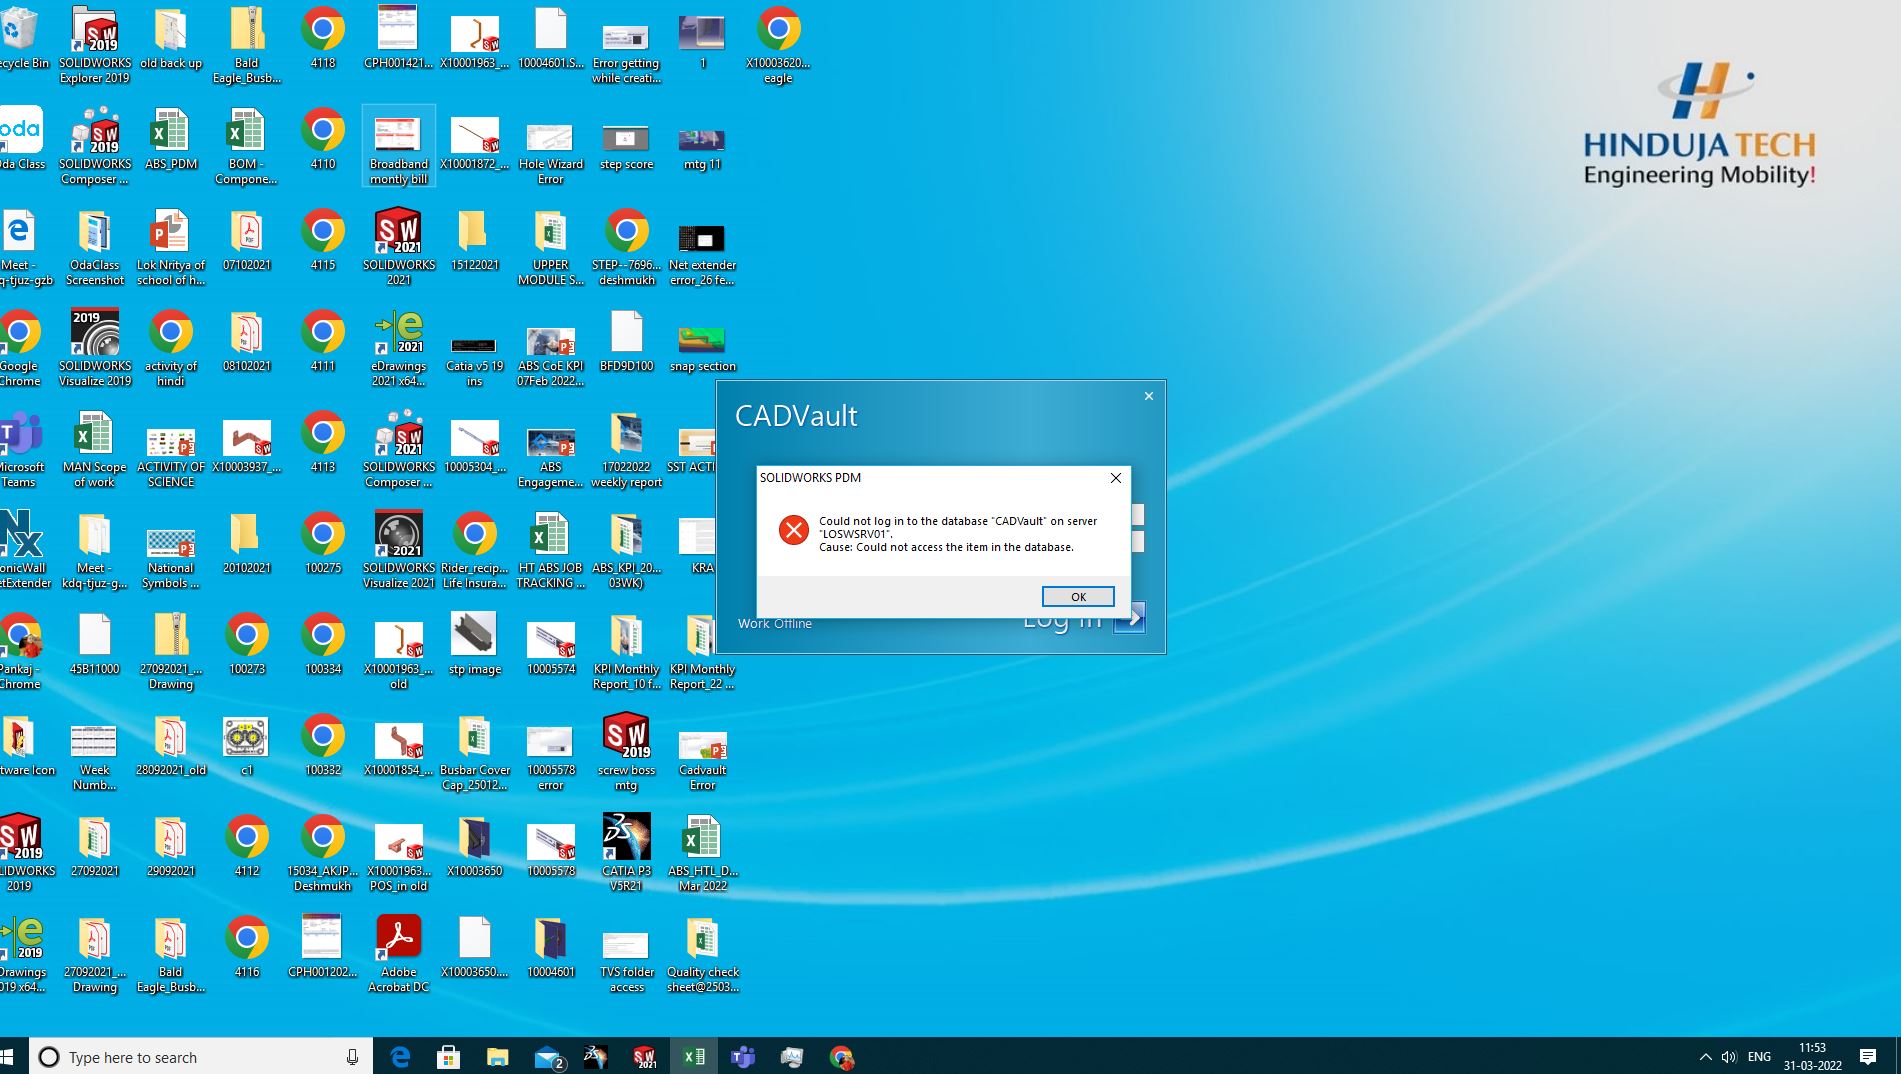 ecycle Bin
SOLIDWORKS
Explorer 2019
old back up
Bald
Eagle_Busb...
4118
CPH001421...
X10001963_...
10004601.S...
Error getting
while creati...
1
X10003620...
eagle
HINDUJA TECH
Engineering Mobility!
oda
da Class
SOLIDWORKS
Composer ...
ABS_PDM
BOM -
Compone...
4110
Broadband
montly bill
X10001872_...
Hole Wizard
Error
step score
mtg 11
Meet -
q-tjuz-gzb
OdaClass
Screenshot
Lok Nritya of
school of h...
07102021
4115
SOLIDWORKS
2021
15122021
UPPER
MODULE S...
STEP--7696...
deshmukh
Net extender
error_26 fe...
Google
Chrome
SOLIDWORKS
Visualize 2019
activity of
hindi
08102021
4111
eDrawings
2021 x64...
Catia v5 19
ins
ABS CoE KPI
07Feb 2022...
BFD9D100
snap section
Microsoft
Teams
MAN Scope
of work
ACTIVITY OF
SCIENCE
X10003937_...
4113
SOLIDWORKS
Composer ...
10005304_...
ABS
Engageme...
17022022
weekly report
SST ACTI
CADVault
SOLIDWORKS PDM
Could not log in to the database "CADVault" on server
"LOSWSRV01".
Cause: Could not access the item in the database.
OK
Work Offline
Log In
onicWall
etExtender
Meet -
kdq-tjuz-g...
National
Symbols ...
20102021
100275
SOLIDWORKS
Visualize 2021
Rider_recip...
Life Insura...
HT ABS JOB
TRACKING ...
ABS_KPI_20...
03WK)
KRA
Pankaj -
Chrome
45B11000
27092021_...
Drawing
100273
100334
X10001963_...
old
stp image
10005574
KPI Monthly
Report_10 f...
KPI Monthly
Report_22 ...
tware Icon
Week
Numb...
28092021_old
c1
100332
X10001854_...
Busbar Cover
Cap_25012...
10005578
error
screw boss
mtg
Cadvault
Error
LIDWORKS
2019
27092021
29092021
4112
15034_AKJP...
Deshmukh
X10001963...
POS_in old
X10003650
10005578
CATIA P3
V5R21
ABS_HTL_D...
Mar 2022
Drawings
019 x64...
27092021_...
Drawing
Bald
Eagle_Busb...
4116
CPH001202...
Adobe
Acrobat DC
X10003650....
10004601
TVS folder
access
Quality check
sheet@2503...
Type here to search
2
ENG
11:53
31-03-2022